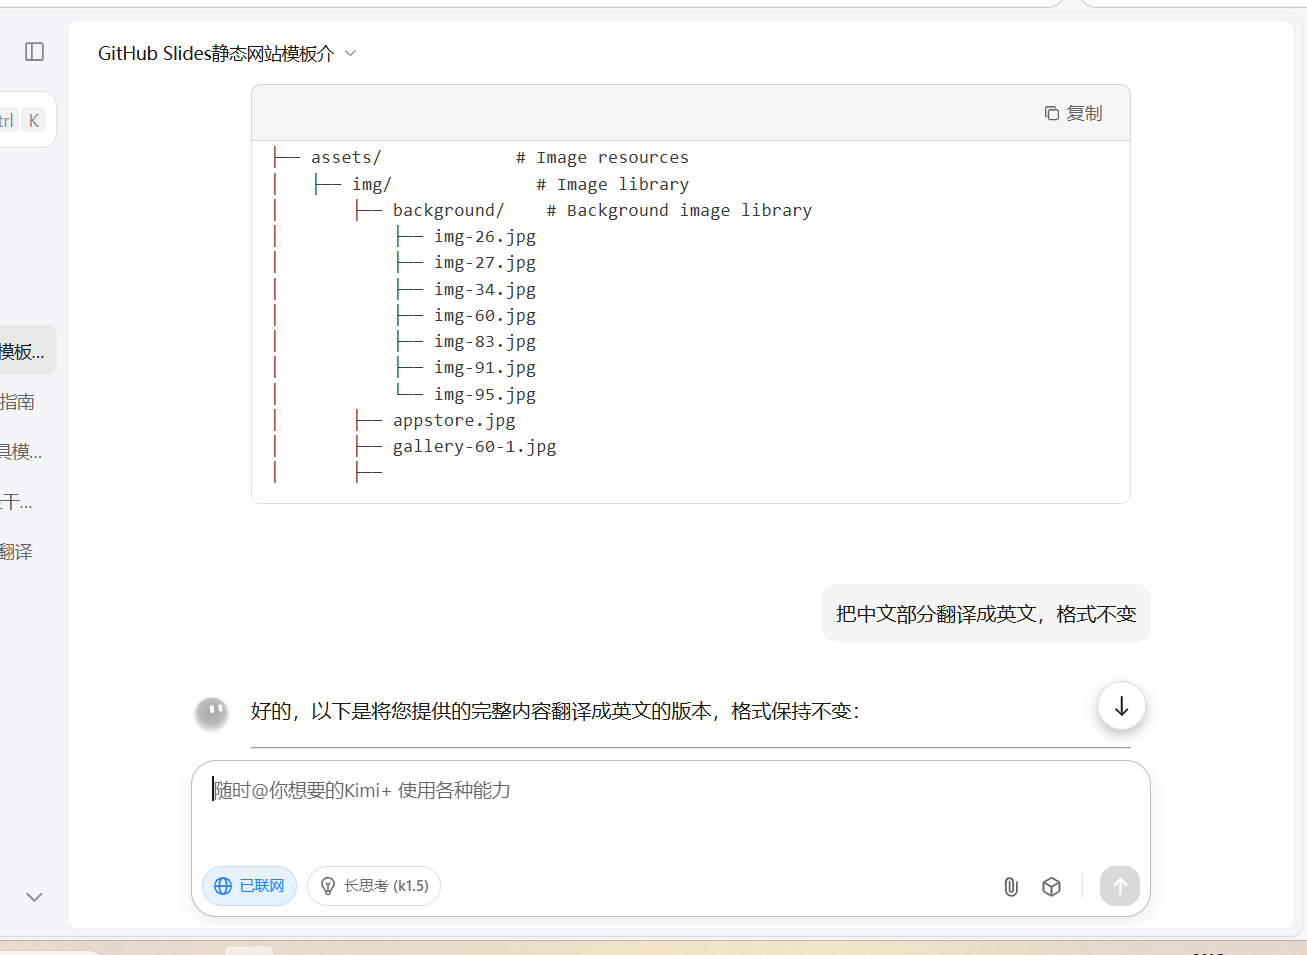 GitHub Slides静态网站模板介
trl K
复制
├── assets/ # Image resources
│ ├── img/ # Image library
│ ├── background/ # Background image library
│ ├── img-26.jpg
│ ├── img-27.jpg
│ ├── img-34.jpg
│ ├── img-60.jpg
│ ├── img-83.jpg
│ ├── img-91.jpg
│ └── img-95.jpg
│ ├── appstore.jpg
│ ├── gallery-60-1.jpg
│ ├──
模板...
指南
具模...
干...
翻译
把中文部分翻译成英文，格式不变
好的，以下是将您提供的完整内容翻译成英文的版本，格式保持不变：
随时@你想要的Kimi+ 使用各种能力
已联网
长思考 (k1.5)